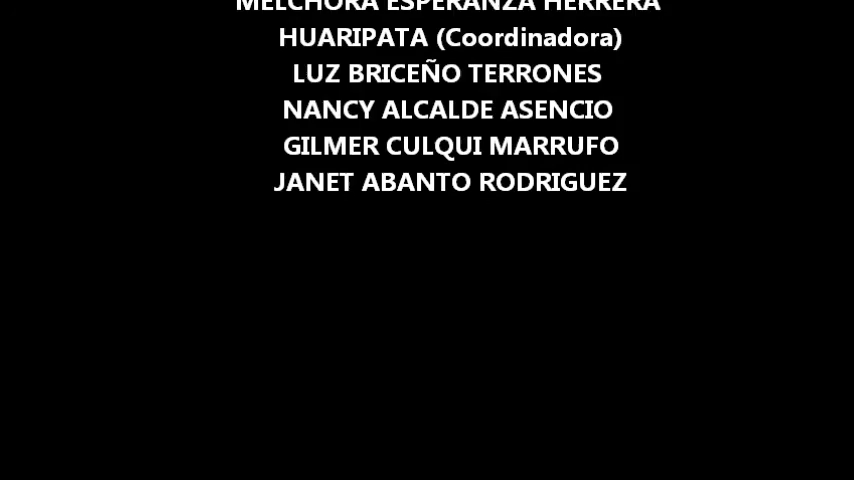 MELCHORA ESPERANZA HERRERA
HUARIPATA (Coordinadora)
LUZ BRICEÑO TERRONES
NANCY ALCALDE ASENCIO
GILMER CULQUI MARRUFO
JANET ABANTO RODRIGUEZ